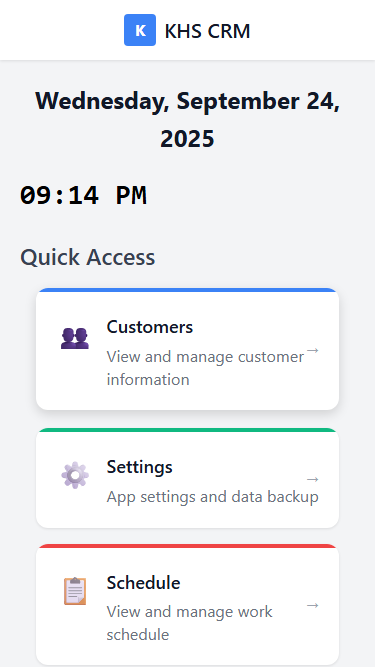 K KHS CRM
Wednesday, September 24,
2025
09:14 PM
Quick Access
Customers
View and manage customer →
information
Settings
→
App settings and data backup
Schedule
View and manage work →
schedule